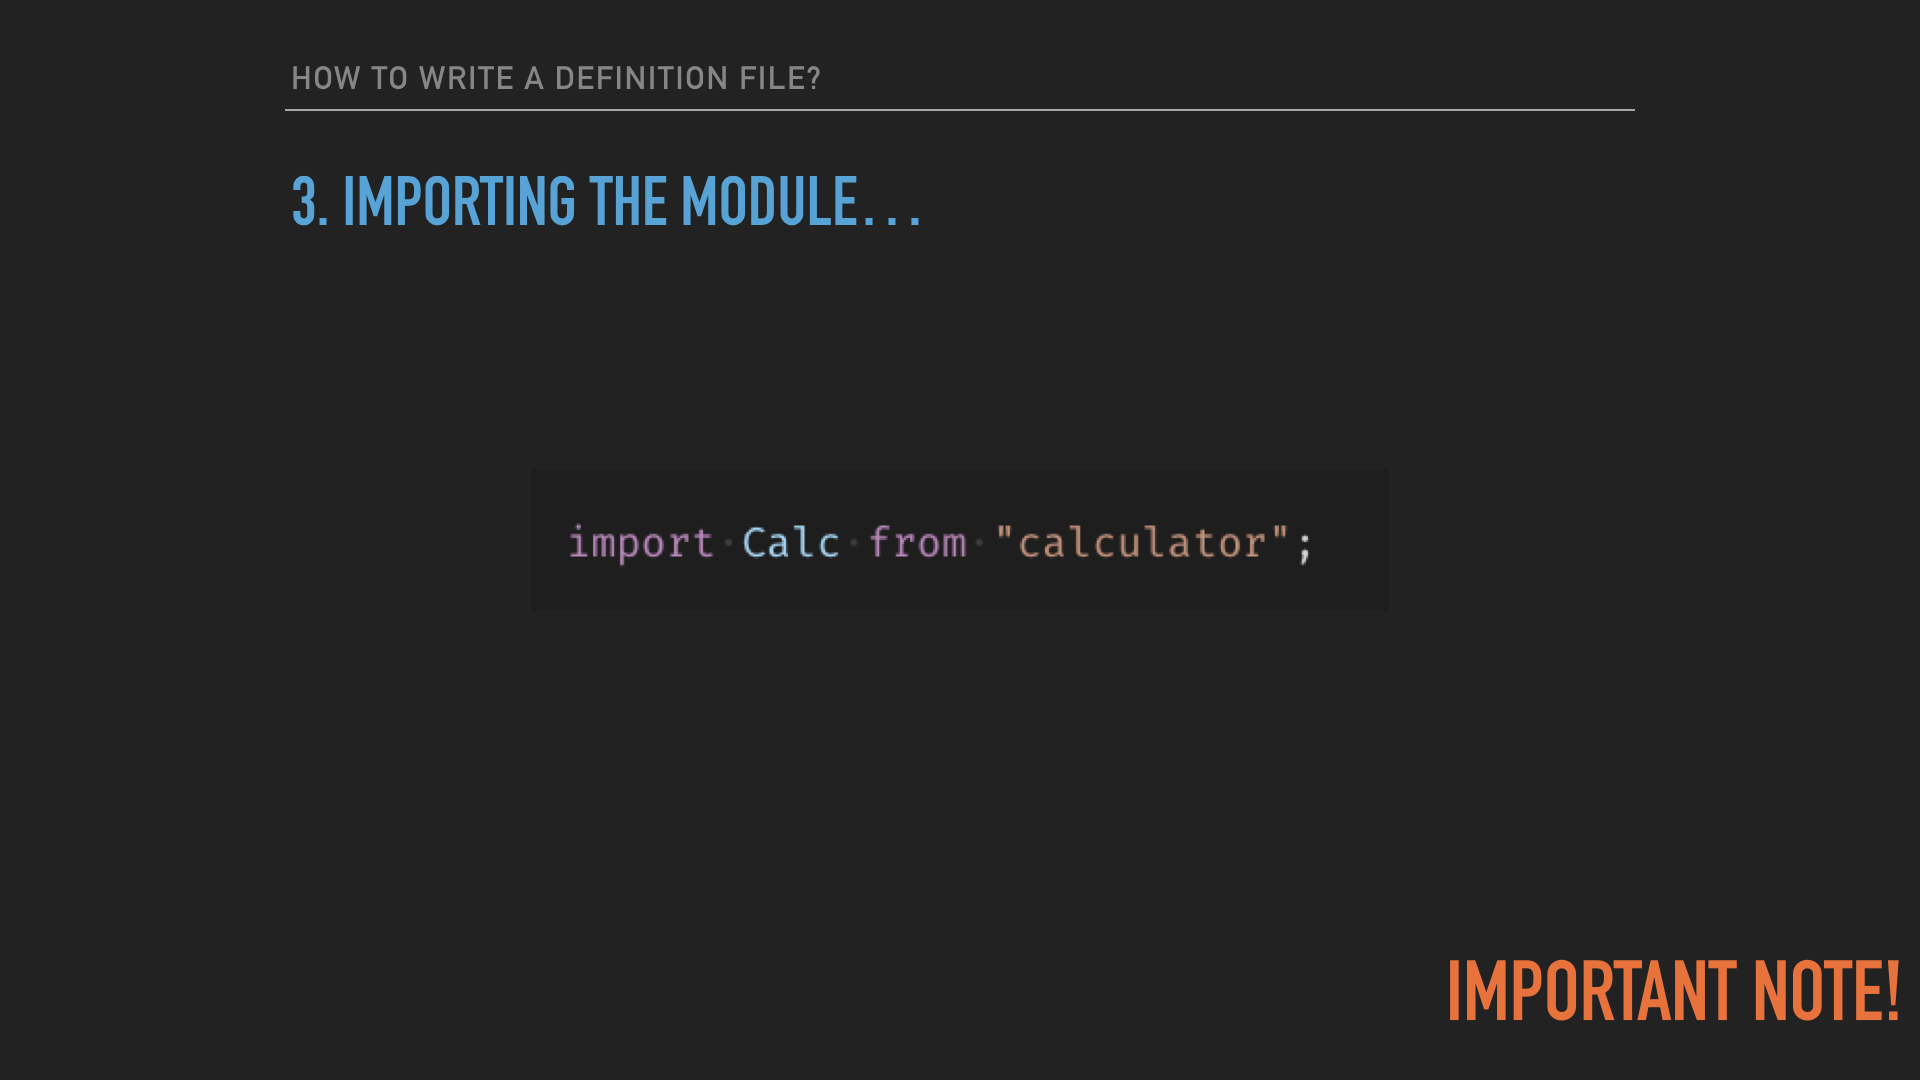 HOW TO WRITE A DEFINITION FILE?
3. IMPORTING THE MODULE...
import Calc from "calculator";
IMPORTANT NOTE!